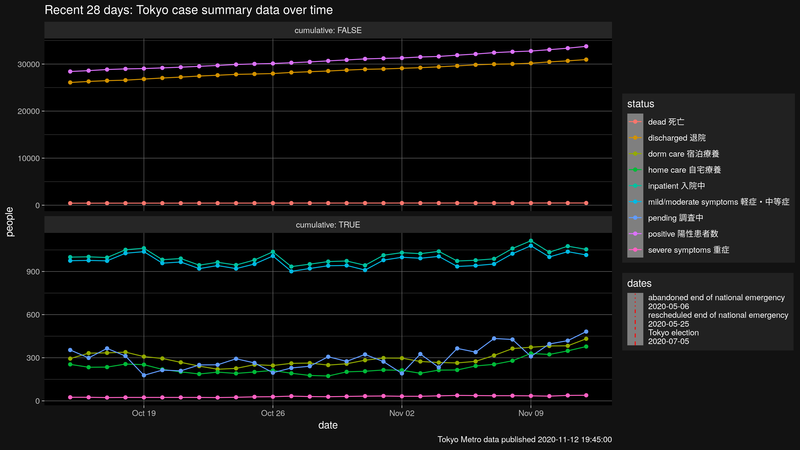 Recent 28 days: Tokyo case summary data over time
cumulative: FALSE
30000
20000
10000
0
cumulative: TRUE
900
600
300
0
people
Oct 19
Oct 26
Nov 02
Nov 09
date
status
dead 死亡
discharged 退院
dorm care 宿泊療養
home care 自宅療養
inpatient 入院中
mild/moderate symptoms 軽症・中等症
pending 調査中
positive 陽性患者数
severe symptoms 重症
dates
abandoned end of national emergency
2020-05-06
rescheduled end of national emergency
2020-05-25
Tokyo election
2020-07-05
Tokyo Metro data published 2020-11-12 19:45:00